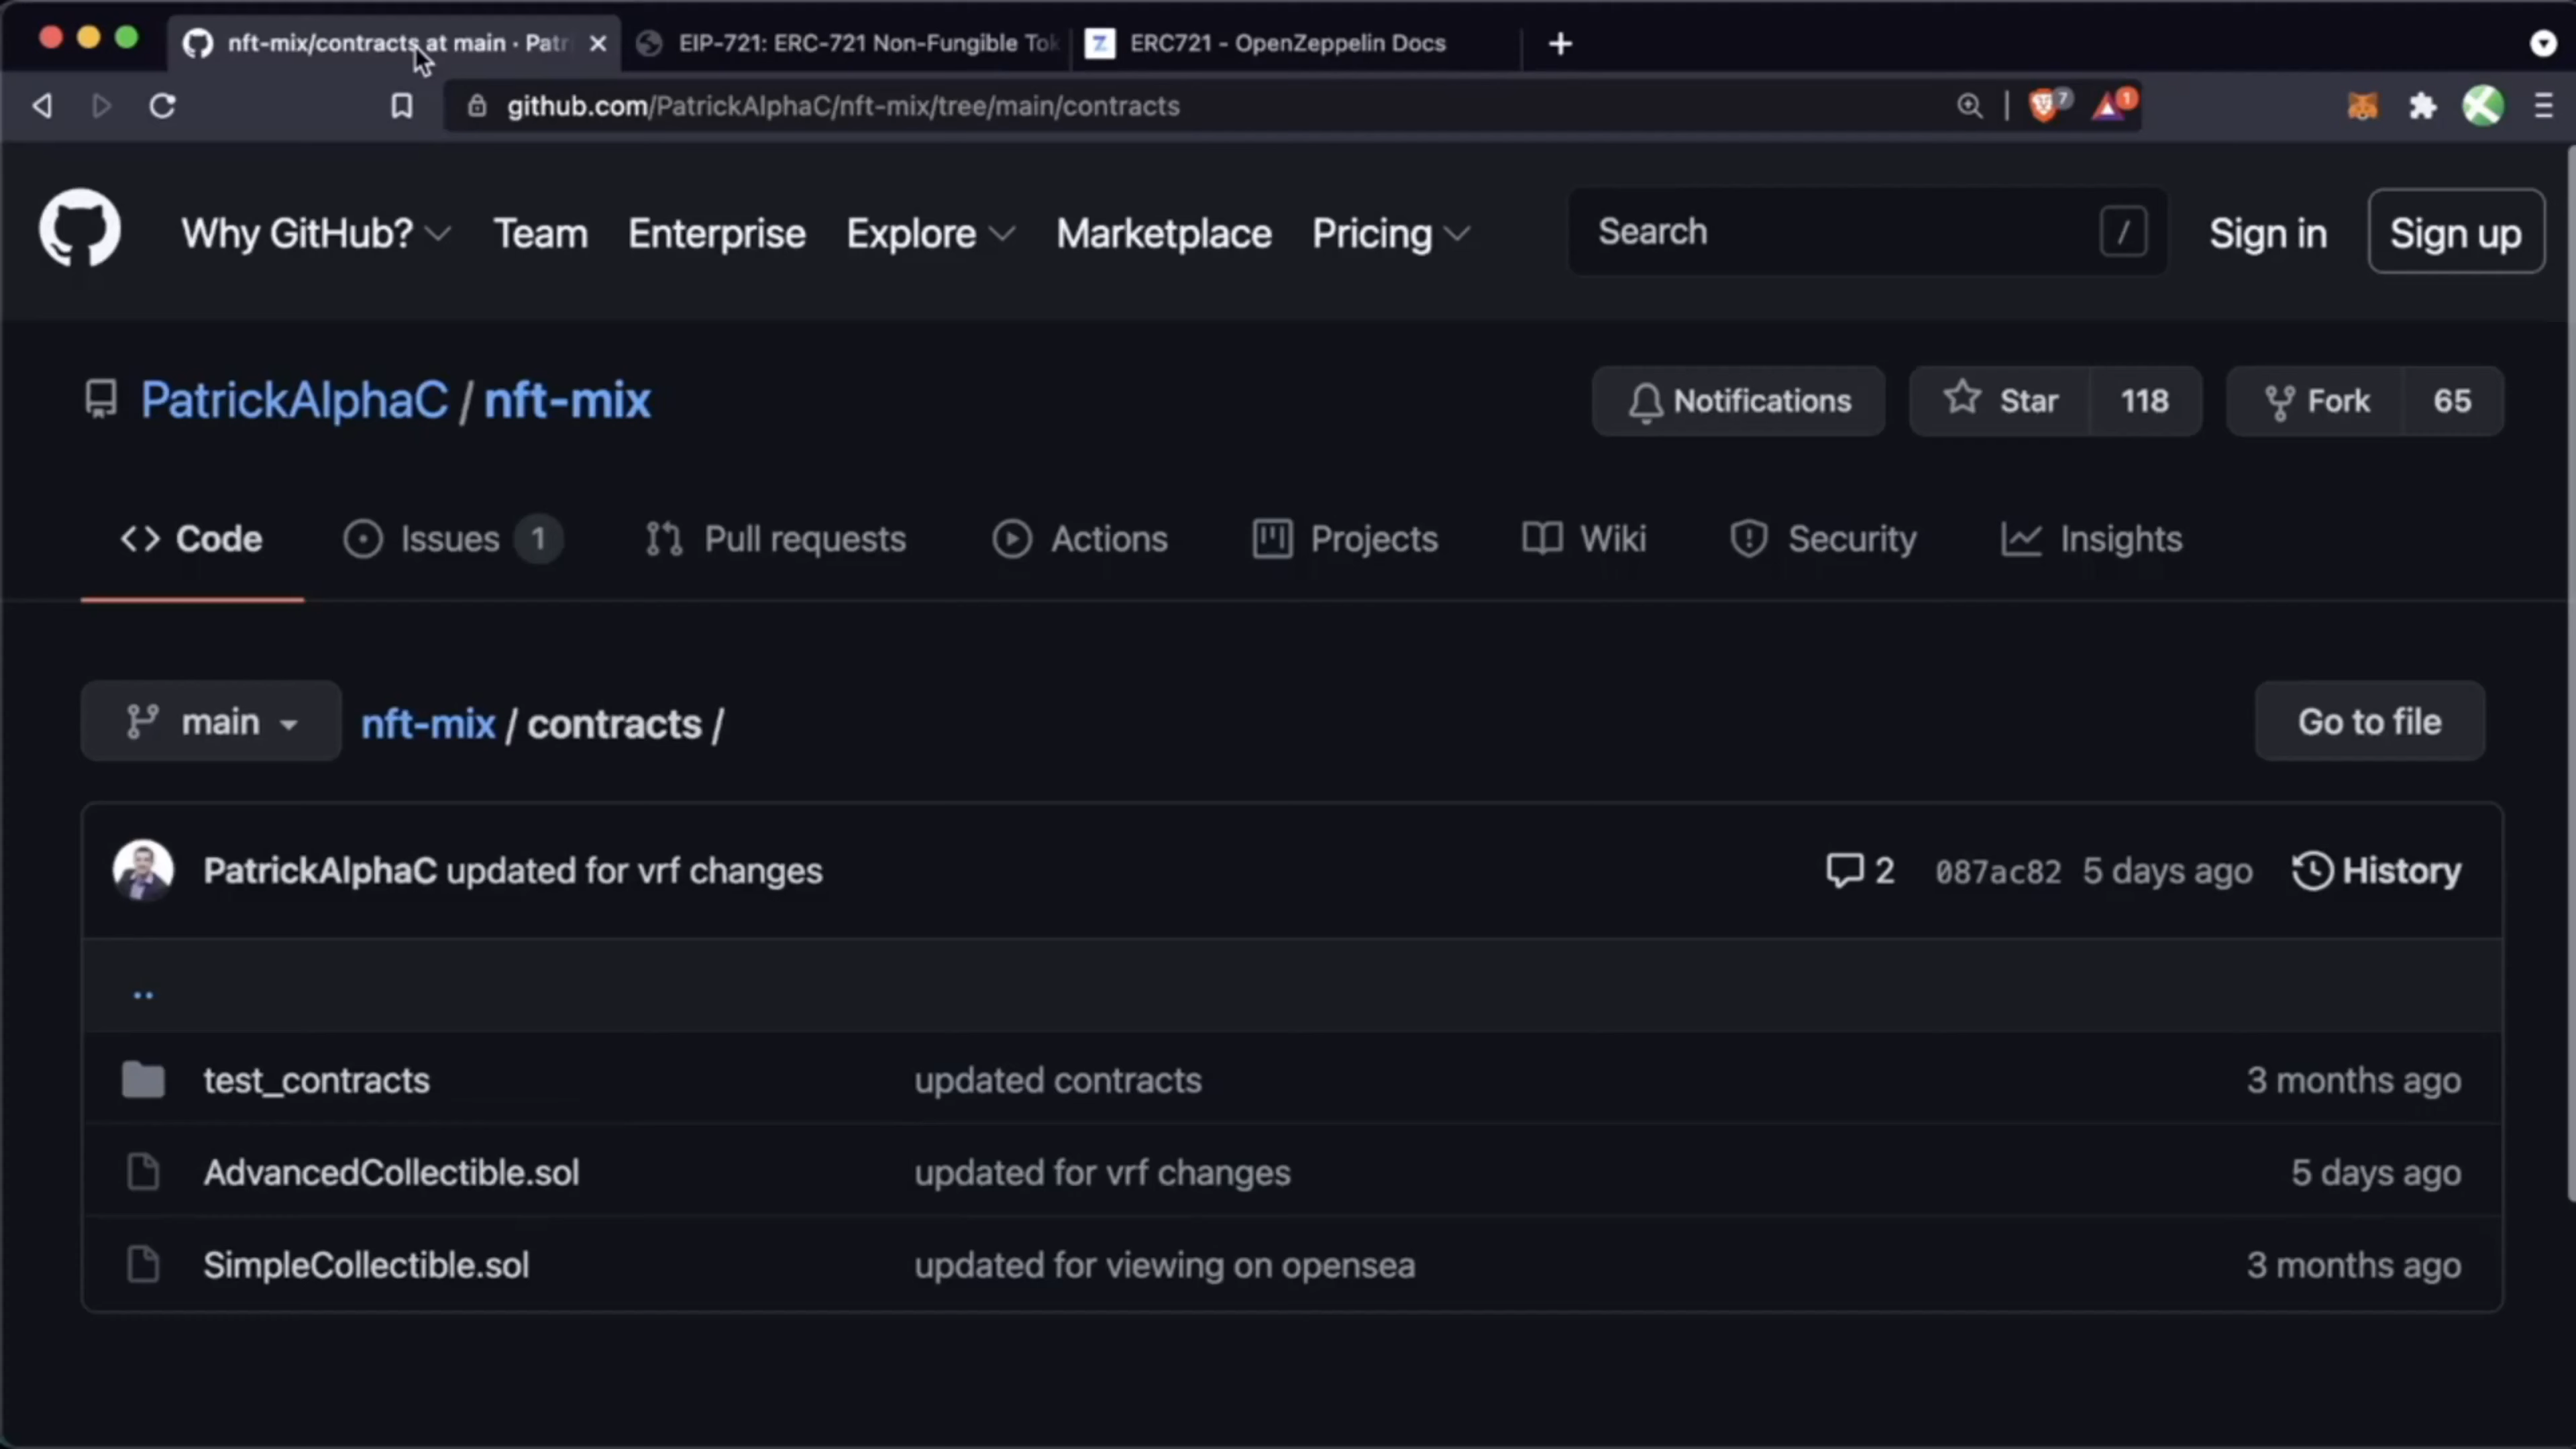 nft-mix/contracts at main · Patri
EIP-721: ERC-721 Non-Fungible Tok
ERC721 - OpenZeppelin Docs
github.com/PatrickAlphaC/nft-mix/tree/main/contracts
7
1
Why GitHub? Team Enterprise Explore Marketplace Pricing Search / Sign in Sign up
PatrickAlphaC / nft-mix Notifications Star 118 Fork 65
Code Issues 1 Pull requests Actions Projects Wiki Security Insights
main nft-mix / contracts / Go to file
PatrickAlphaC updated for vrf changes 2 087ac82 5 days ago History
..
test_contracts updated contracts 3 months ago
AdvancedCollectible.sol updated for vrf changes 5 days ago
SimpleCollectible.sol updated for viewing on opensea 3 months ago